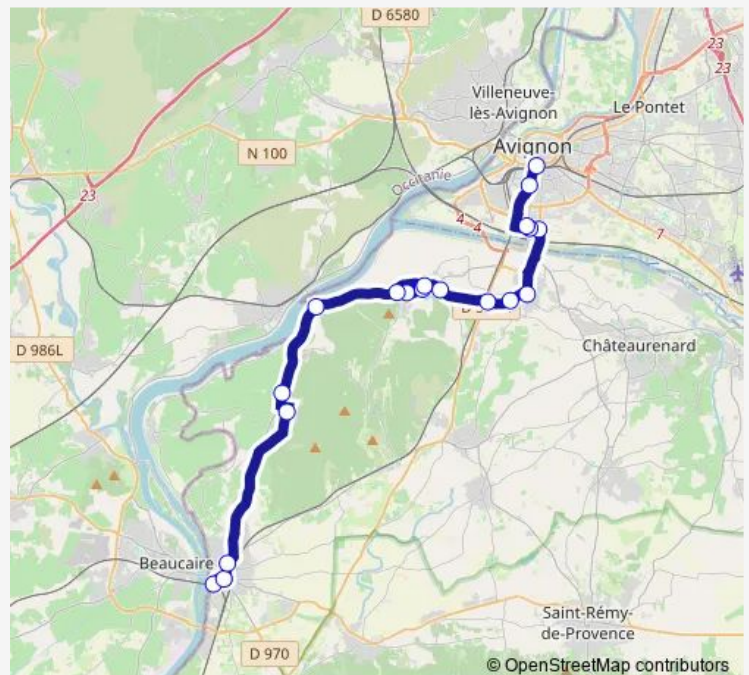 D 6580
23
23
Villeneuve-
lès-Avignon
Le Pontet
N 100
Avignon
Occitanie
23
4
4
7
D 986L
Châteaurenard
Beaucaire
Saint-Rémy-
de-Provence
D 970
© OpenStreetMap contributors